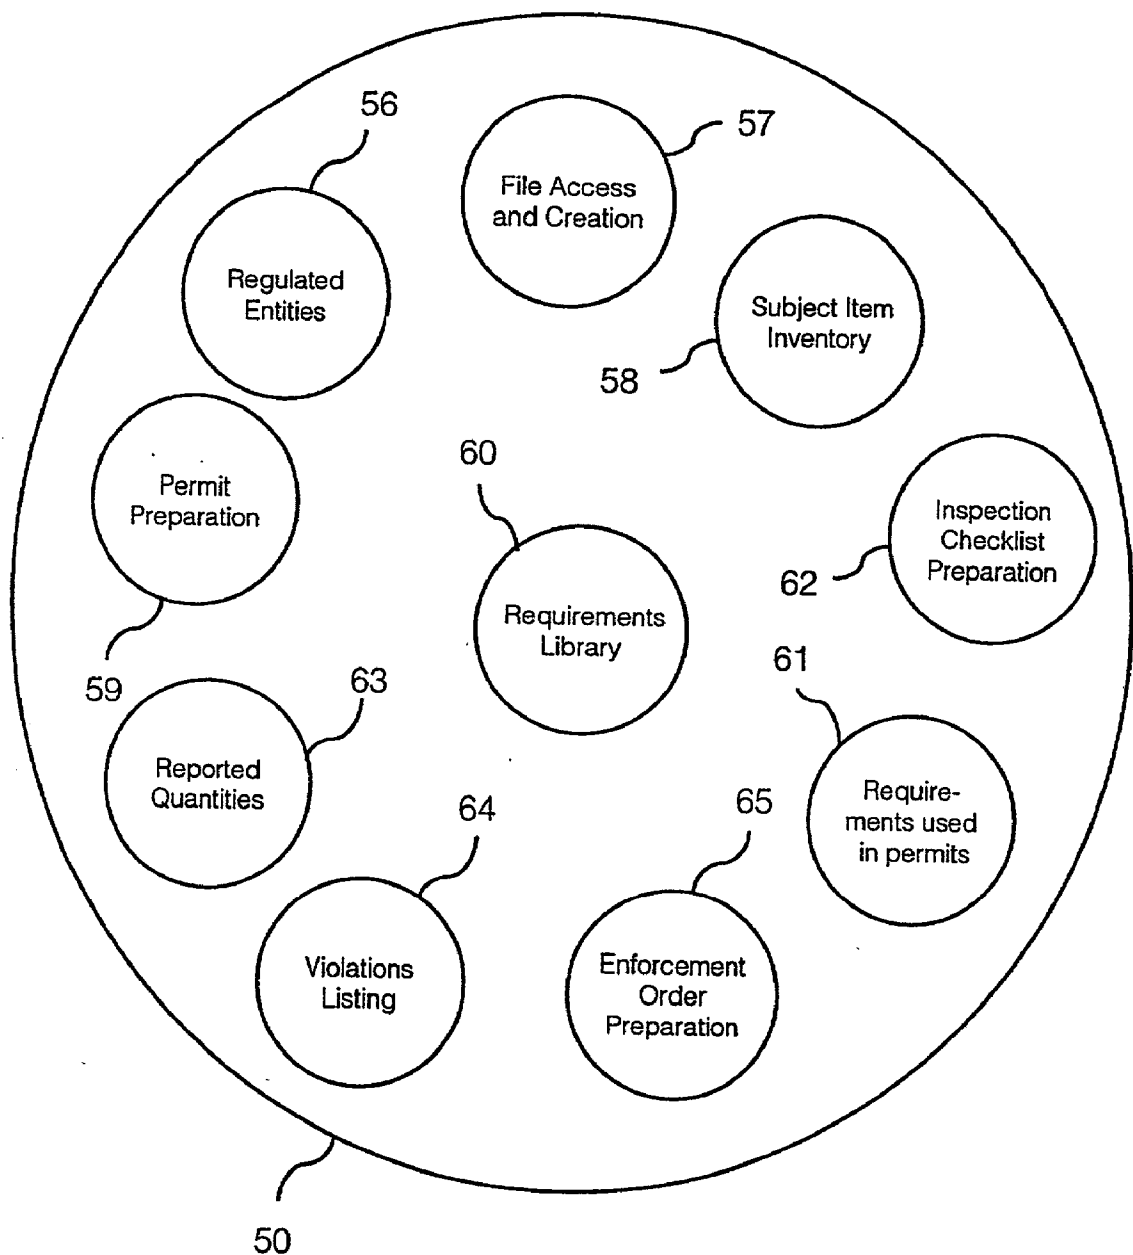 56
57
File Access
and Creation
Regulated
Entities
Subject Item
Inventory
58
60
Permit
Preparation
Inspection
Checklist
Preparation
62
Requirements
Library
59
63
61
Reported
Quantities
64
65
Require-
ments used
in permits
Violations
Listing
Enforcement
Order
Preparation
50